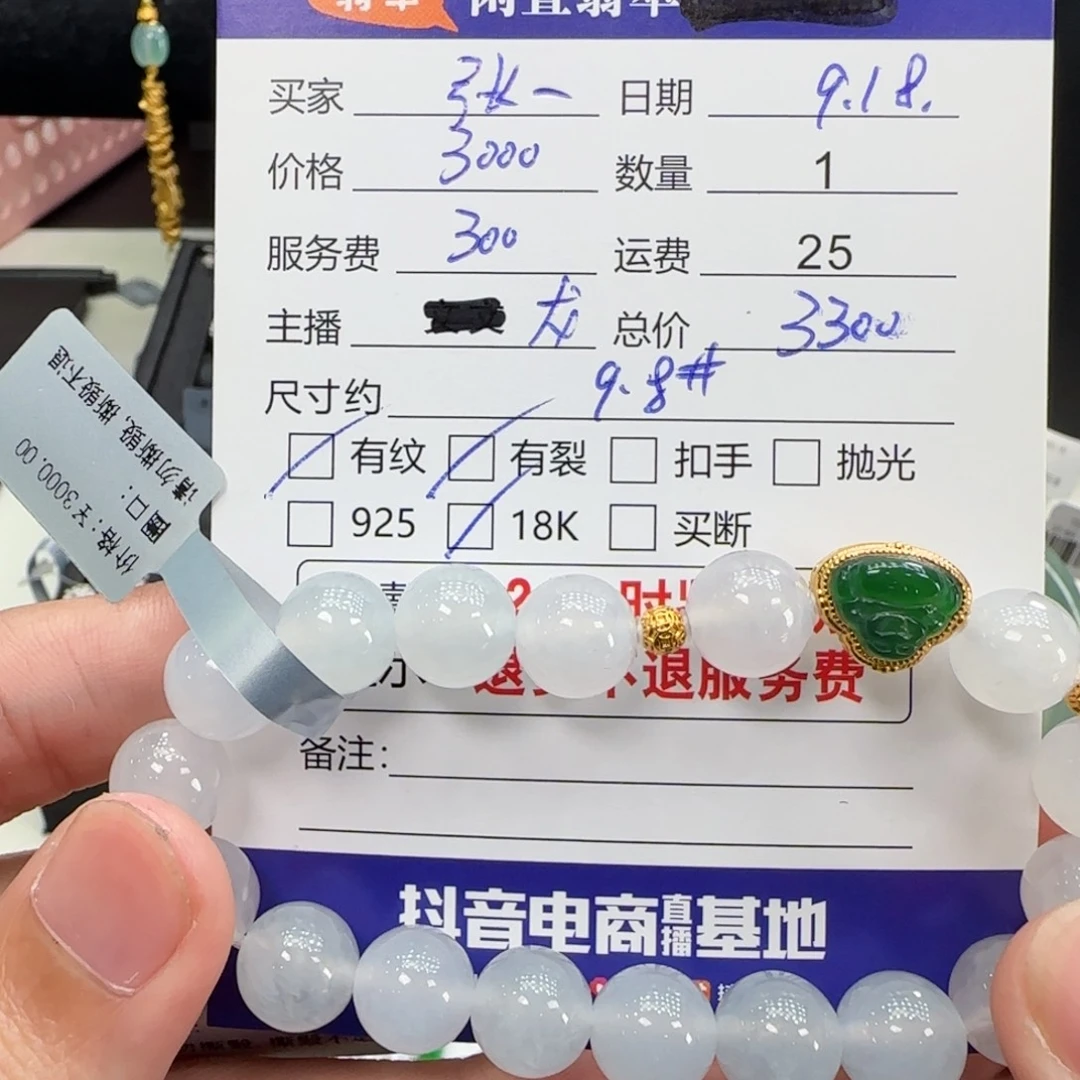 闲置翡翠
买家 张一 日期 9.18.
价格 3000 数量 1
服务费 300 运费 25
主播 龙 总价 3300
尺寸约 9.8#
有纹 有裂 扣手 抛光
925 18K 买断
不退服务费
备注:
抖音电商直播基地
价格:¥3000.00
圈口:
请勿撕毁,撕毁不退